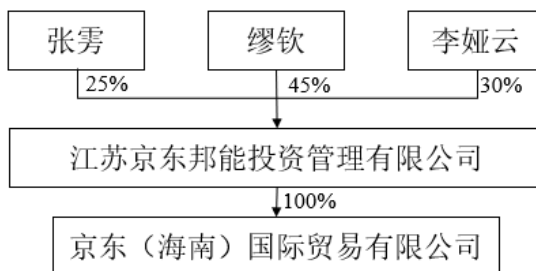 张雱 缪钦 李娅云
25% 45% 30%
江苏京东邦能投资管理有限公司
100%
京东（海南）国际贸易有限公司